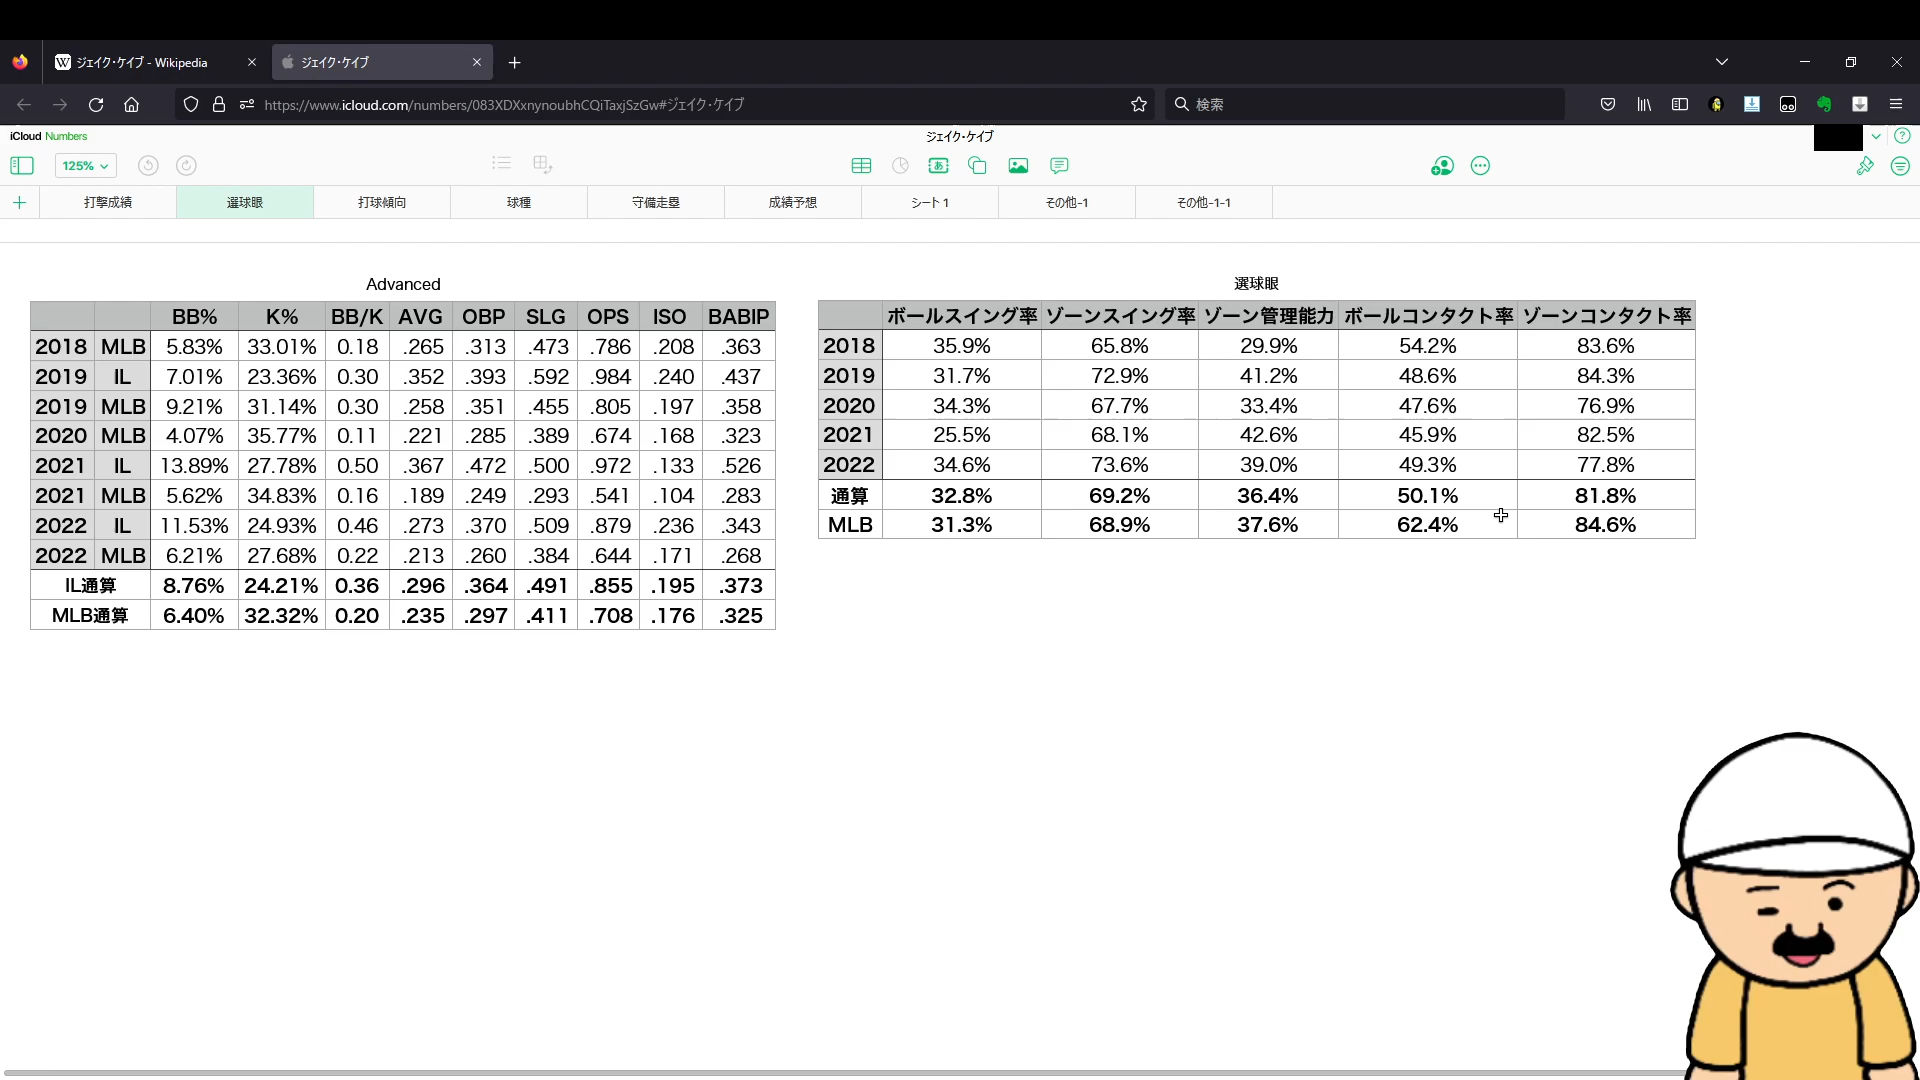 ジェイク・ケイブ - Wikipedia
ジェイク・ケイブ
https://www.icloud.com/numbers/083XDXxnynoubhCQiTaxjSzGw#ジェイク・ケイブ
検索
iCloud Numbers
ジェイク・ケイブ
125%
打撃成績 選球眼 打球傾向 球種 守備走塁 成績予想 シート 1 その他-1 その他-1-1
Advanced
BB% K% BB/K AVG OBP SLG OPS ISO BABIP
2018 MLB 5.83% 33.01% 0.18 .265 .313 .473 .786 .208 .363
2019 IL 7.01% 23.36% 0.30 .352 .393 .592 .984 .240 .437
2019 MLB 9.21% 31.14% 0.30 .258 .351 .455 .805 .197 .358
2020 MLB 4.07% 35.77% 0.11 .221 .285 .389 .674 .168 .323
2021 IL 13.89% 27.78% 0.50 .367 .472 .500 .972 .133 .526
2021 MLB 5.62% 34.83% 0.16 .189 .249 .293 .541 .104 .283
2022 IL 11.53% 24.93% 0.46 .273 .370 .509 .879 .236 .343
2022 MLB 6.21% 27.68% 0.22 .213 .260 .384 .644 .171 .268
IL通算 8.76% 24.21% 0.36 .296 .364 .491 .855 .195 .373
MLB通算 6.40% 32.32% 0.20 .235 .297 .411 .708 .176 .325
選球眼
ボールスイング率 ゾーンスイング率 ゾーン管理能力 ボールコンタクト率 ゾーンコンタクト率
2018 35.9% 65.8% 29.9% 54.2% 83.6%
2019 31.7% 72.9% 41.2% 48.6% 84.3%
2020 34.3% 67.7% 33.4% 47.6% 76.9%
2021 25.5% 68.1% 42.6% 45.9% 82.5%
2022 34.6% 73.6% 39.0% 49.3% 77.8%
通算 32.8% 69.2% 36.4% 50.1% 81.8%
MLB 31.3% 68.9% 37.6% 62.4% 84.6%